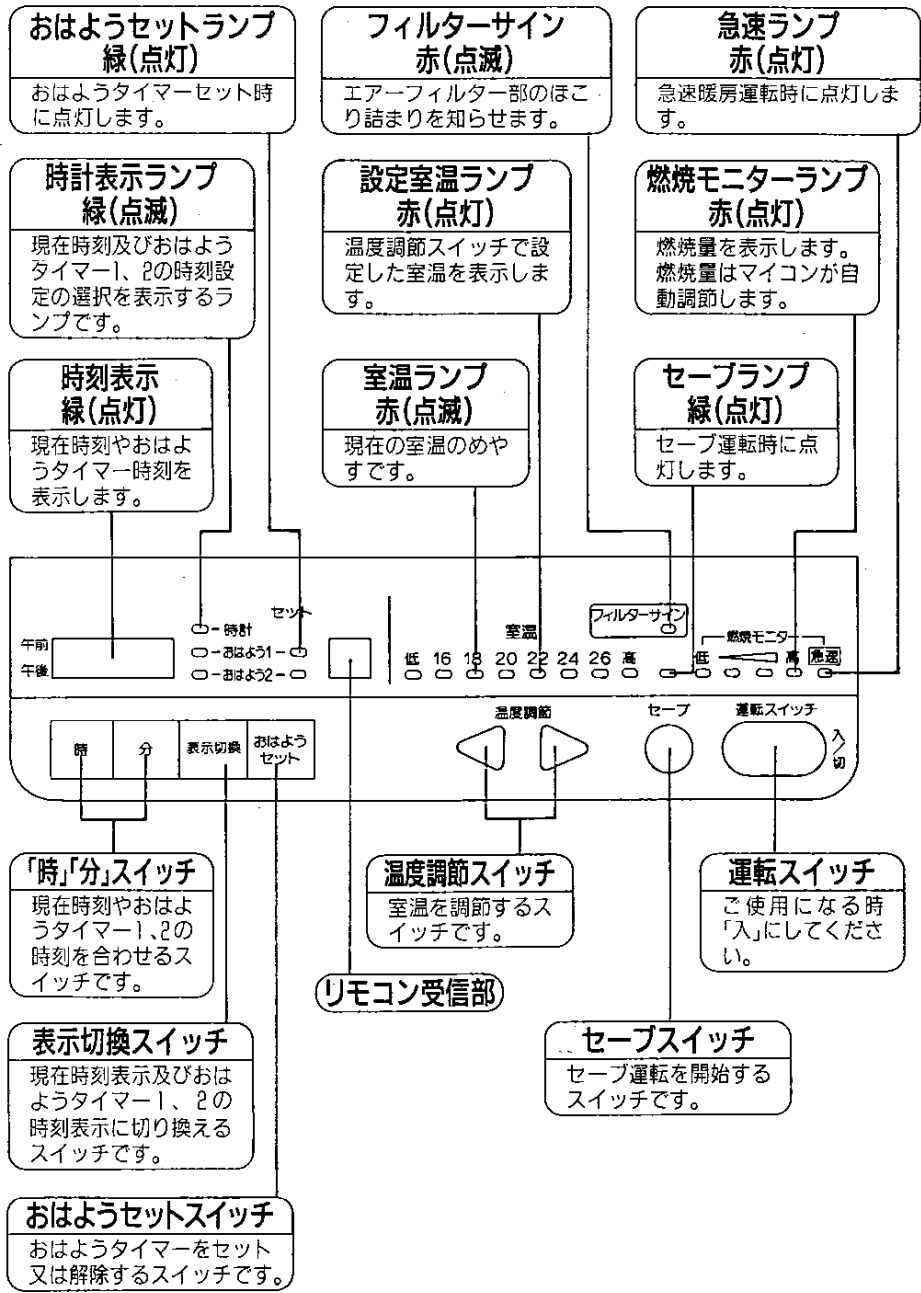 おはようセットランプ
緑(点灯)
おはようタイマーセット時
に点灯します。
フィルターサイン
赤(点滅)
エアーフィルター部のほこ
り詰まりを知らせます。
急速ランプ
赤(点灯)
急速暖房運転時に点灯しま
す。
時計表示ランプ
緑(点滅)
現在時刻及びおはよう
タイマー1、2の時刻設
定の選択を表示するラ
ンプです。
設定室温ランプ
赤(点灯)
温度調節スイッチで設
定した室温を表示しま
す。
燃焼モニターランプ
赤(点灯)
燃焼量を表示します。
燃焼量はマイコンが自
動調節します。
時刻表示
緑(点灯)
現在時刻やおはよ
うタイマー時刻を
表示します。
室温ランプ
赤(点滅)
現在の室温のめや
すです。
セーブランプ
緑(点灯)
セーブ運転時に点
灯します。
午前
午後
セット
時計
おはよう1
おはよう2
室温
低 16 18 20 22 24 26 高
フィルターサイン
燃焼モニター
低 高 急速
時
分
表示切換
おはよう
セット
温度調節
セーブ
運転スイッチ
入/切
「時」「分」スイッチ
現在時刻やおはよ
うタイマー1、2の
時刻を合わせるス
イッチです。
温度調節スイッチ
室温を調節するス
イッチです。
運転スイッチ
ご使用になる時
「入」にしてくださ
い。
リモコン受信部
表示切換スイッチ
現在時刻表示及びおは
ようタイマー1、2の
時刻表示に切り換える
スイッチです。
セーブスイッチ
セーブ運転を開始する
スイッチです。
おはようセットスイッチ
おはようタイマーをセット
又は解除するスイッチです。